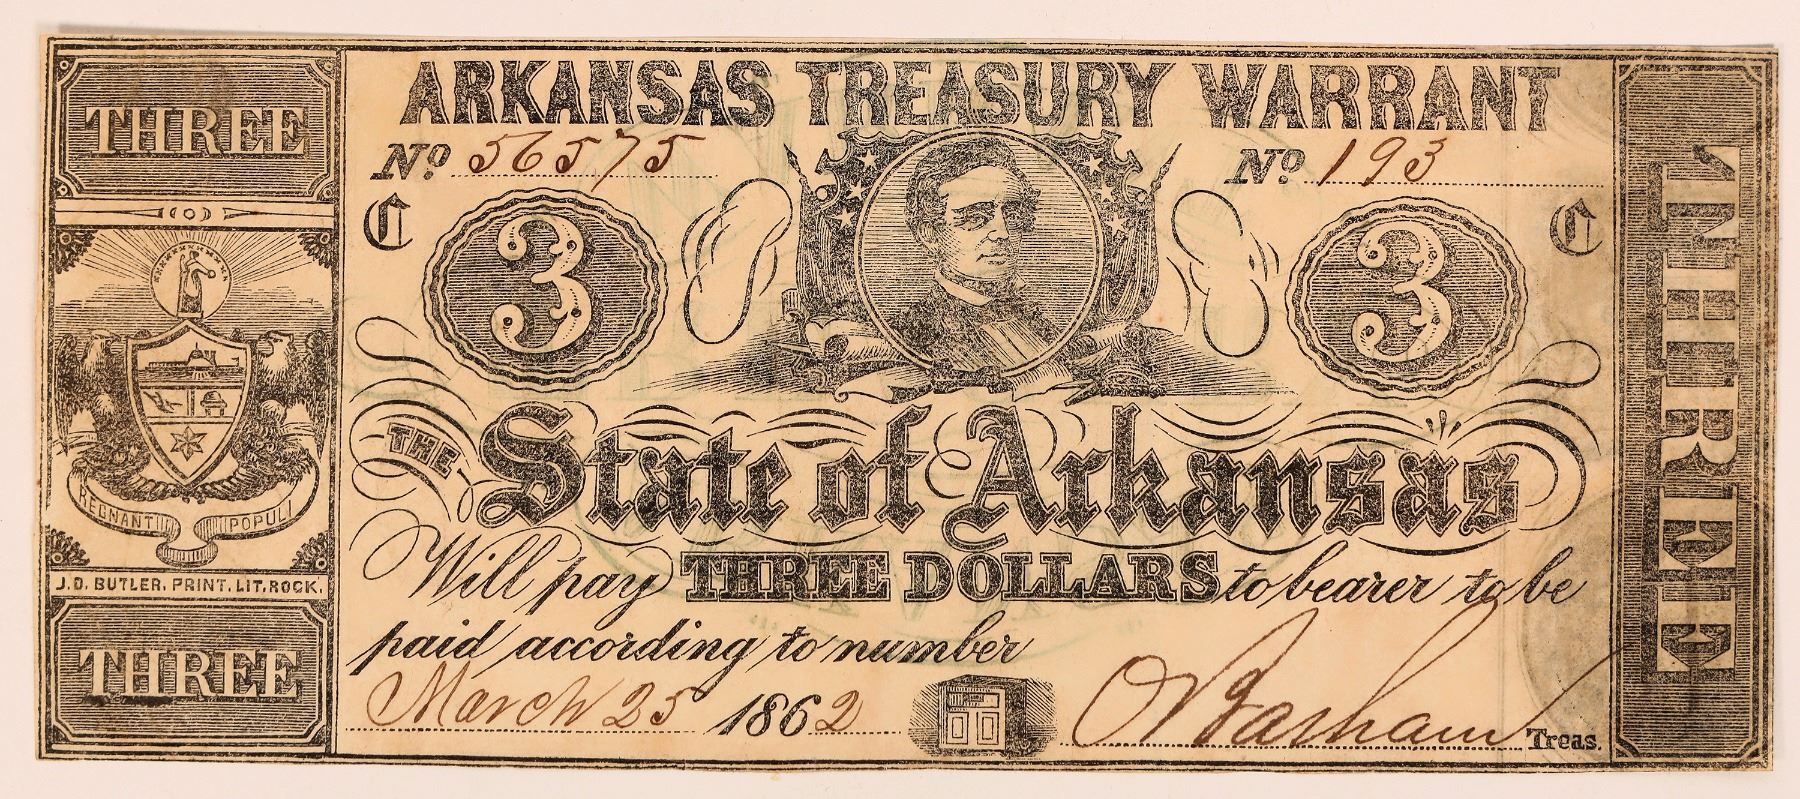 THREE
ARKANSAS TREASURY WARRANT
Nº 56575
Nº 193
C
C
3
3
REGNANT POPULI
J.D. BUTLER, PRINT. LIT. ROCK.
THREE
THE State of Arkansas
Will pay THREE DOLLARS to bearer to be
paid according to number
March 25 1862
Treas.
THREE